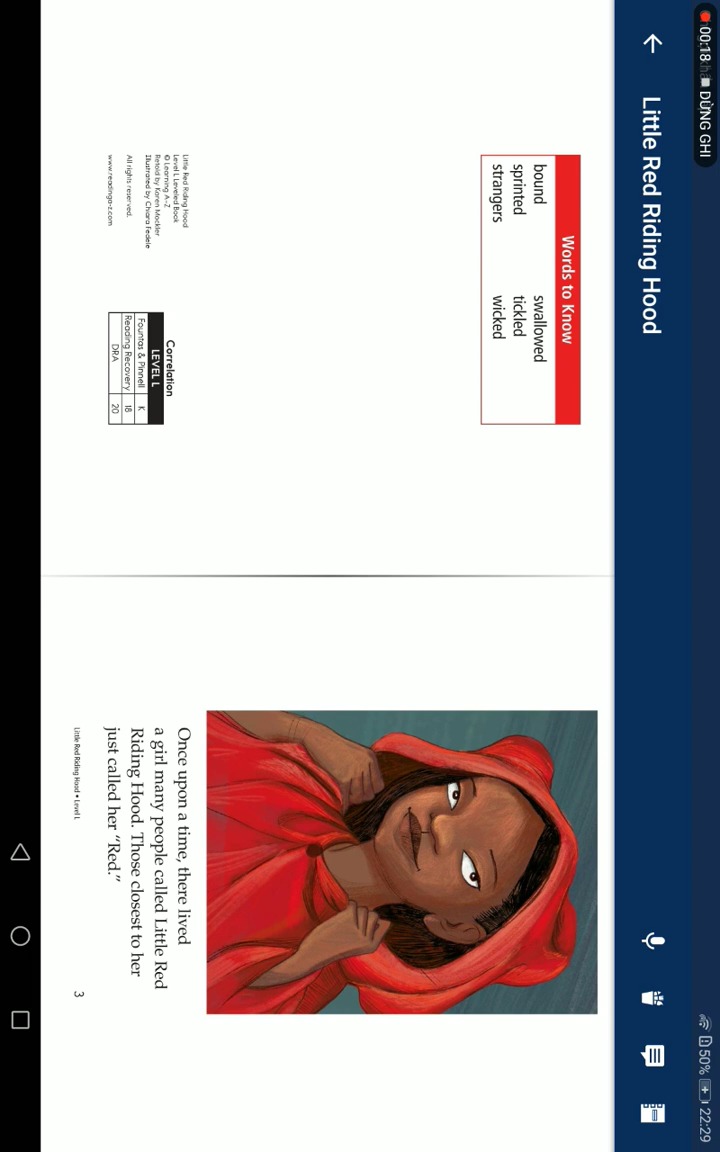 00:18
DỪNG GHI
50%
22:29
Little Red Riding Hood
Words to Know
bound swallowed
sprinted tickled
strangers wicked
Little Red Riding Hood
Level L Leveled Book
© Learning A–Z
Retold by Karen Mockler
Illustrated by Chiara Fedele
All rights reserved.
www.readinga-z.com
Correlation
LEVEL L
Fountas & Pinnell K
Reading Recovery 18
DRA 20
Once upon a time, there lived
a girl many people called Little Red
Riding Hood. Those closest to her
just called her “Red.”
Little Red Riding Hood • Level L
3